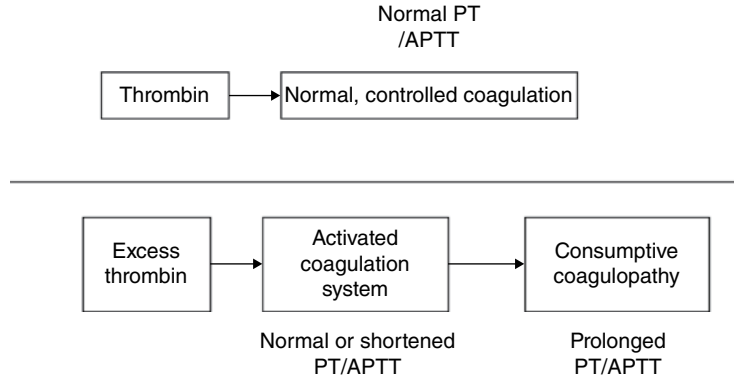 Normal PT
/APTT
Thrombin
Normal, controlled coagulation
Excess
thrombin
Activated
coagulation
system
Consumptive
coagulopathy
Normal or shortened
PT/APTT
Prolonged
PT/APTT